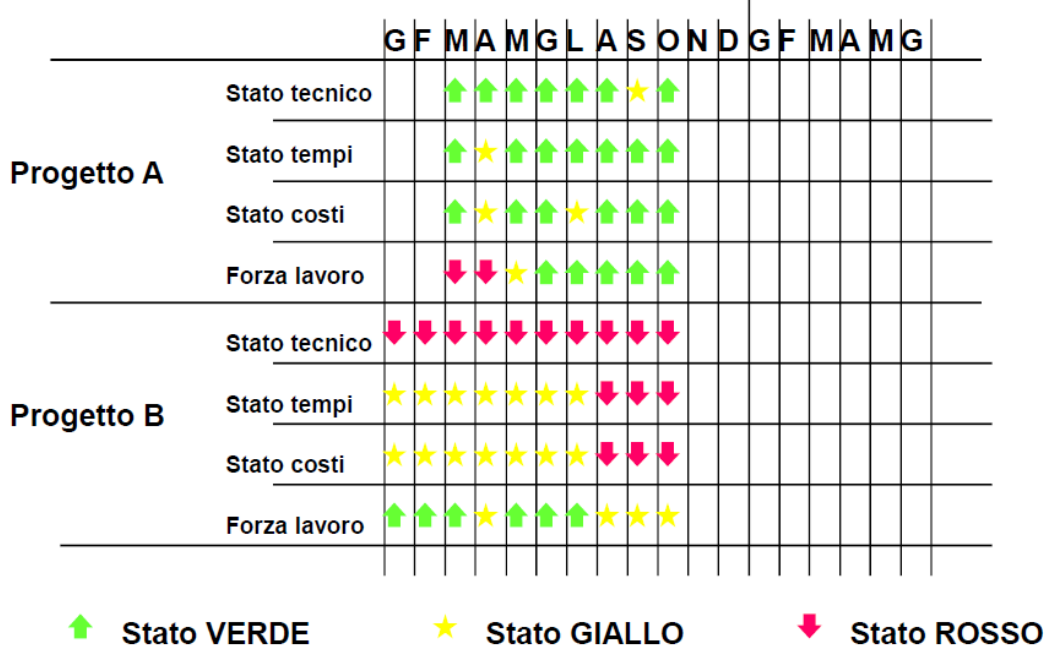 G F M A M G L A S O N D G F M A M G
Stato tecnico
Stato tempi
Progetto A
Stato costi
Forza lavoro
Stato tecnico
Stato tempi
Progetto B
Stato costi
Forza lavoro
Stato VERDE Stato GIALLO Stato ROSSO